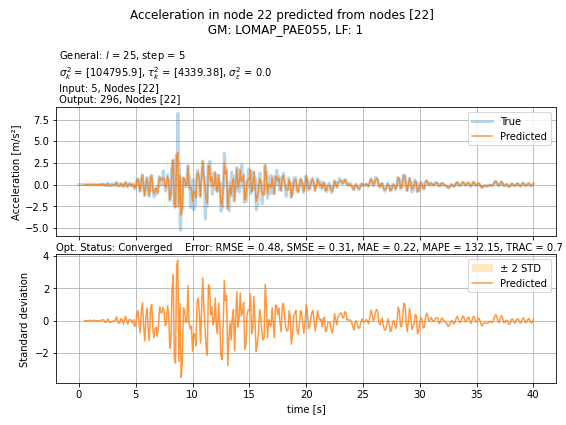 Acceleration in node 22 predicted from nodes [22]
GM: LOMAP_PAE055, LF: 1
General: l = 25, step = 5
σ²ₖ = [104795.9], τ²ₖ = [4339.38], σ²ε = 0.0
Input: 5, Nodes [22]
Output: 296, Nodes [22]
Acceleration [m/s²]
7.5
5.0
2.5
0.0
−2.5
−5.0
True
Predicted
Opt. Status: Converged Error: RMSE = 0.48, SMSE = 0.31, MAE = 0.22, MAPE = 132.15, TRAC = 0.7
Standard deviation
4
2
0
−2
± 2 STD
Predicted
0 5 10 15 20 25 30 35 40
time [s]